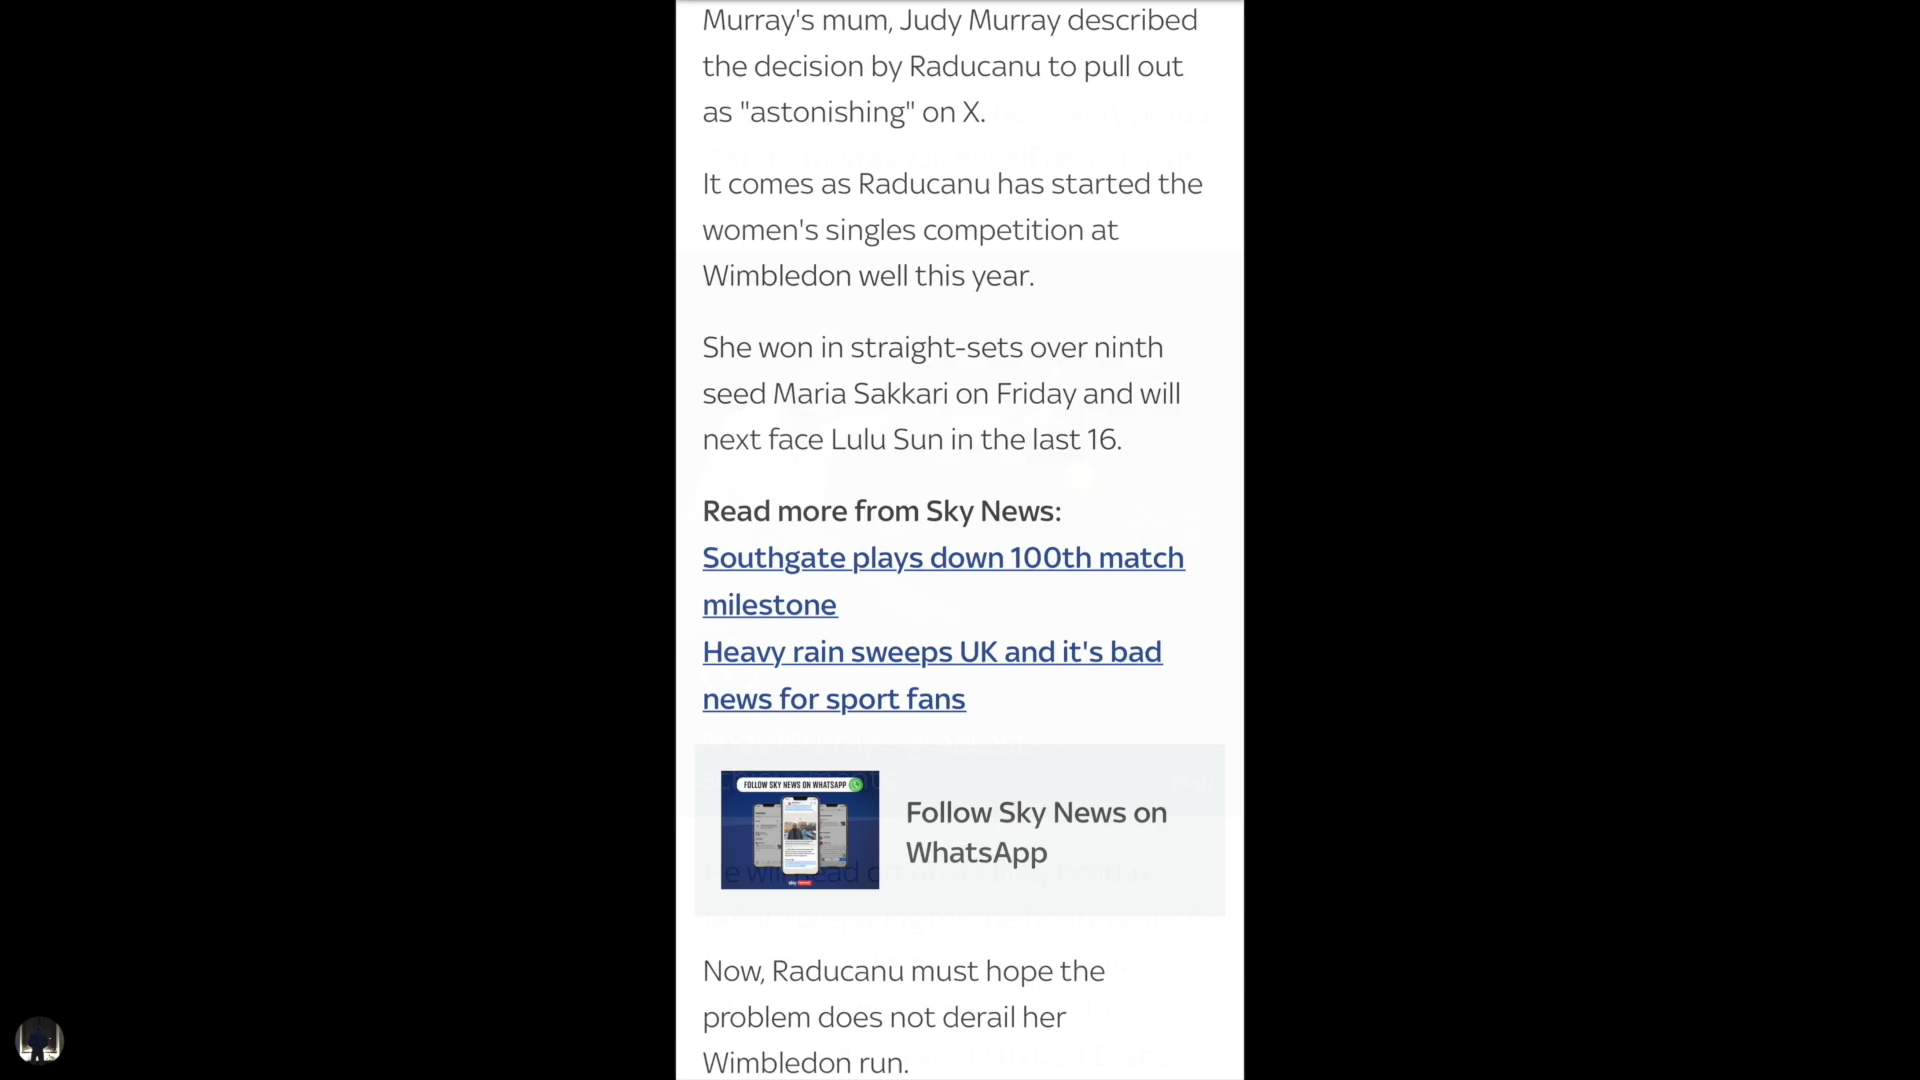 Murray's mum, Judy Murray described
the decision by Raducanu to pull out
as "astonishing" on X.
It comes as Raducanu has started the
women's singles competition at
Wimbledon well this year.
She won in straight-sets over ninth
seed Maria Sakkari on Friday and will
next face Lulu Sun in the last 16.
Read more from Sky News:
Southgate plays down 100th match
milestone
Heavy rain sweeps UK and it's bad
news for sport fans
FOLLOW SKY NEWS ON WHATSAPP
sky news
Follow Sky News on
WhatsApp
Now, Raducanu must hope the
problem does not derail her
Wimbledon run.